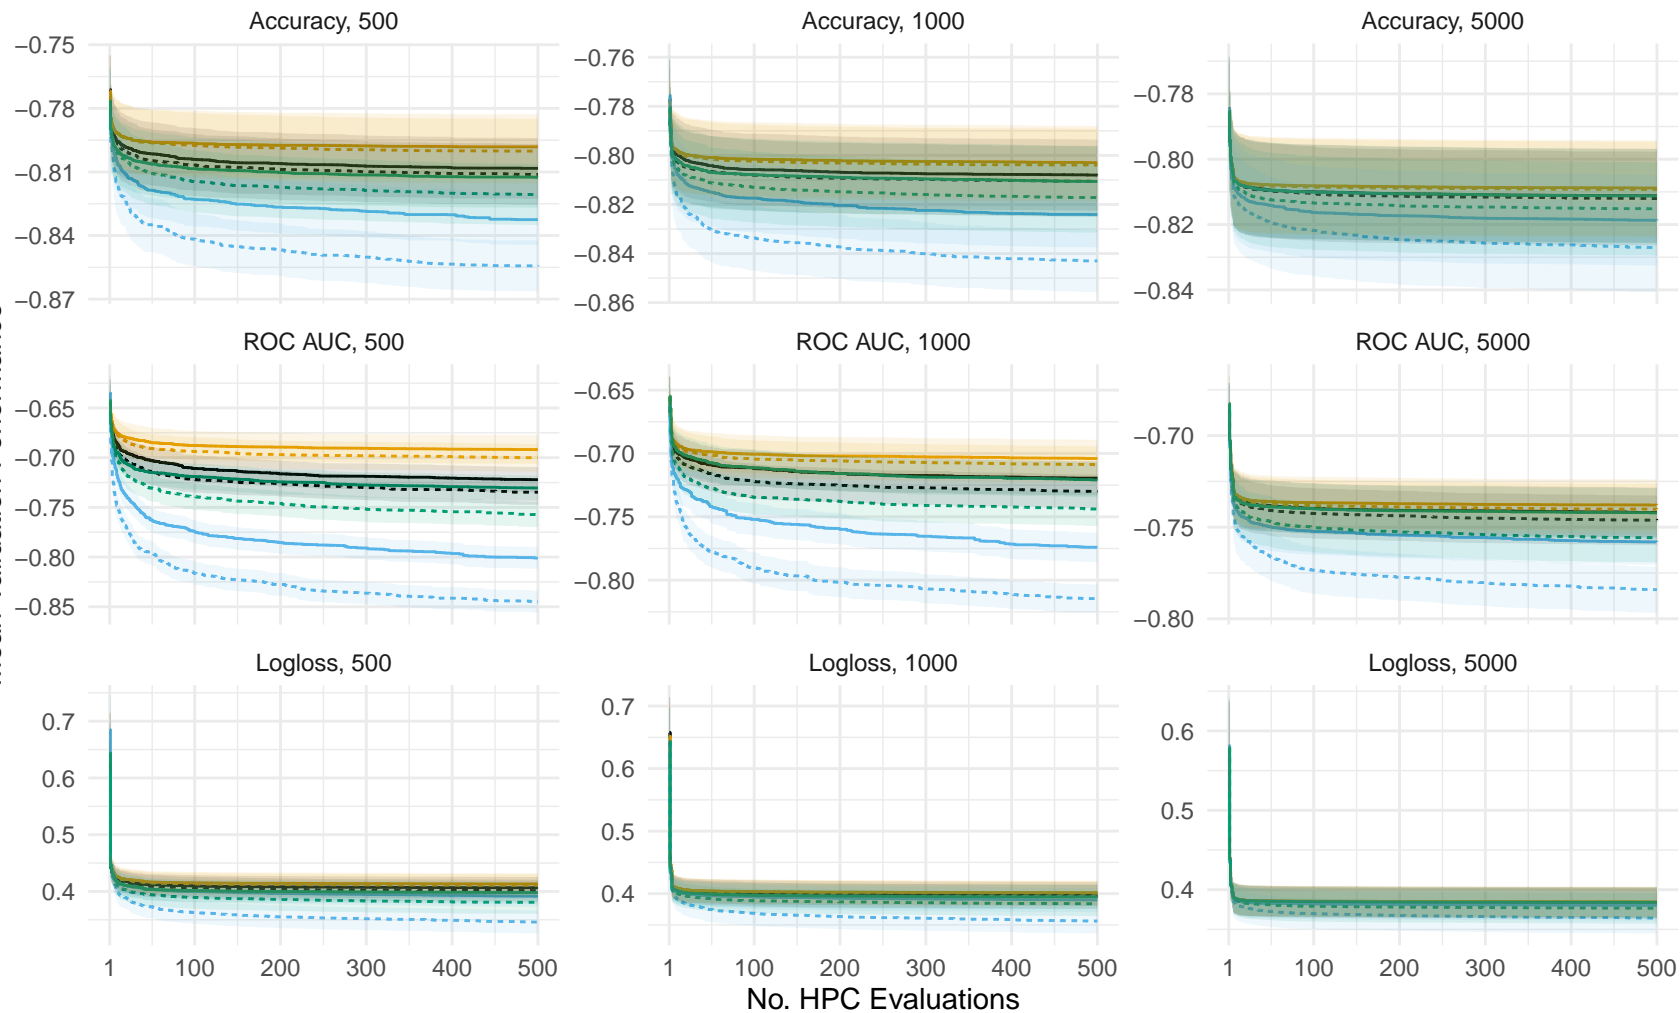 Accuracy, 500
Accuracy, 1000
Accuracy, 5000
−0.75
−0.78
−0.81
−0.84
−0.87
−0.76
−0.78
−0.80
−0.82
−0.84
−0.86
−0.78
−0.80
−0.82
−0.84
ROC AUC, 500
ROC AUC, 1000
ROC AUC, 5000
−0.65
−0.70
−0.75
−0.80
−0.85
−0.65
−0.70
−0.75
−0.80
−0.70
−0.75
−0.80
Logloss, 500
Logloss, 1000
Logloss, 5000
0.7
0.6
0.5
0.4
0.7
0.6
0.5
0.4
0.6
0.5
0.4
1 100 200 300 400 500
1 100 200 300 400 500
1 100 200 300 400 500
No. HPC Evaluations